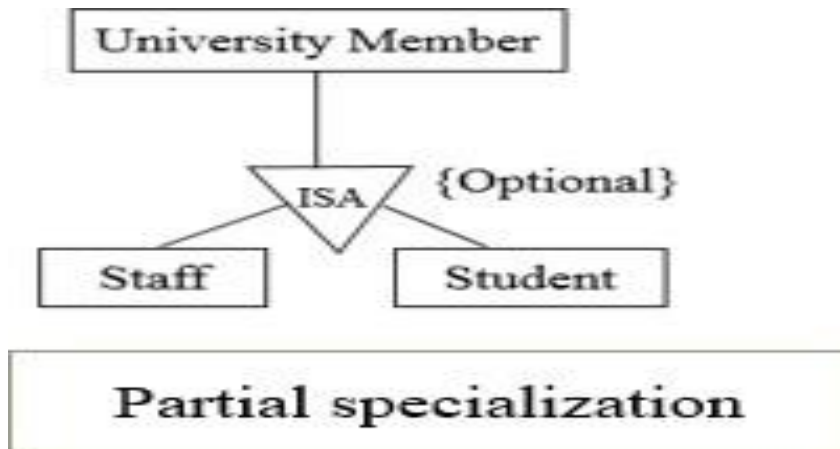 University Member
ISA {Optional}
Staff Student
Partial specialization